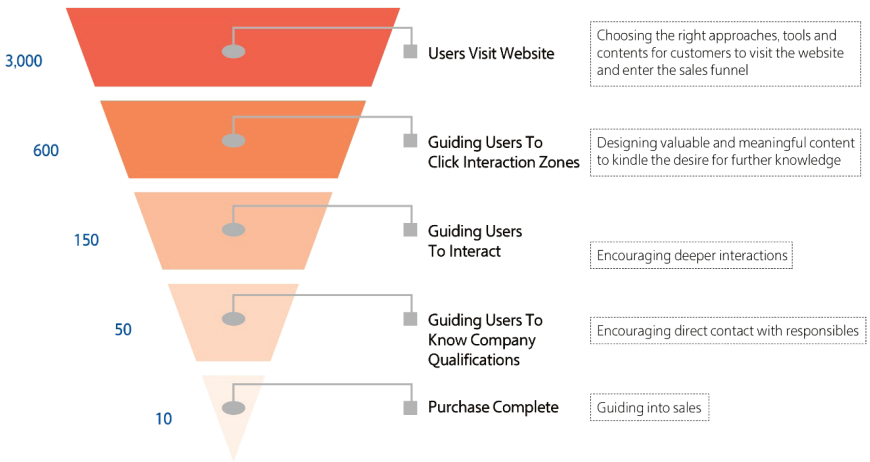 3,000
Users Visit Website
Choosing the right approaches, tools and
contents for customers to visit the website
and enter the sales funnel
600
Guiding Users To
Click Interaction Zones
Designing valuable and meaningful content
to kindle the desire for further knowledge
150
Guiding Users
To Interact
Encouraging deeper interactions
50
Guiding Users To
Know Company
Qualifications
Encouraging direct contact with responsibles
10
Purchase Complete
Guiding into sales